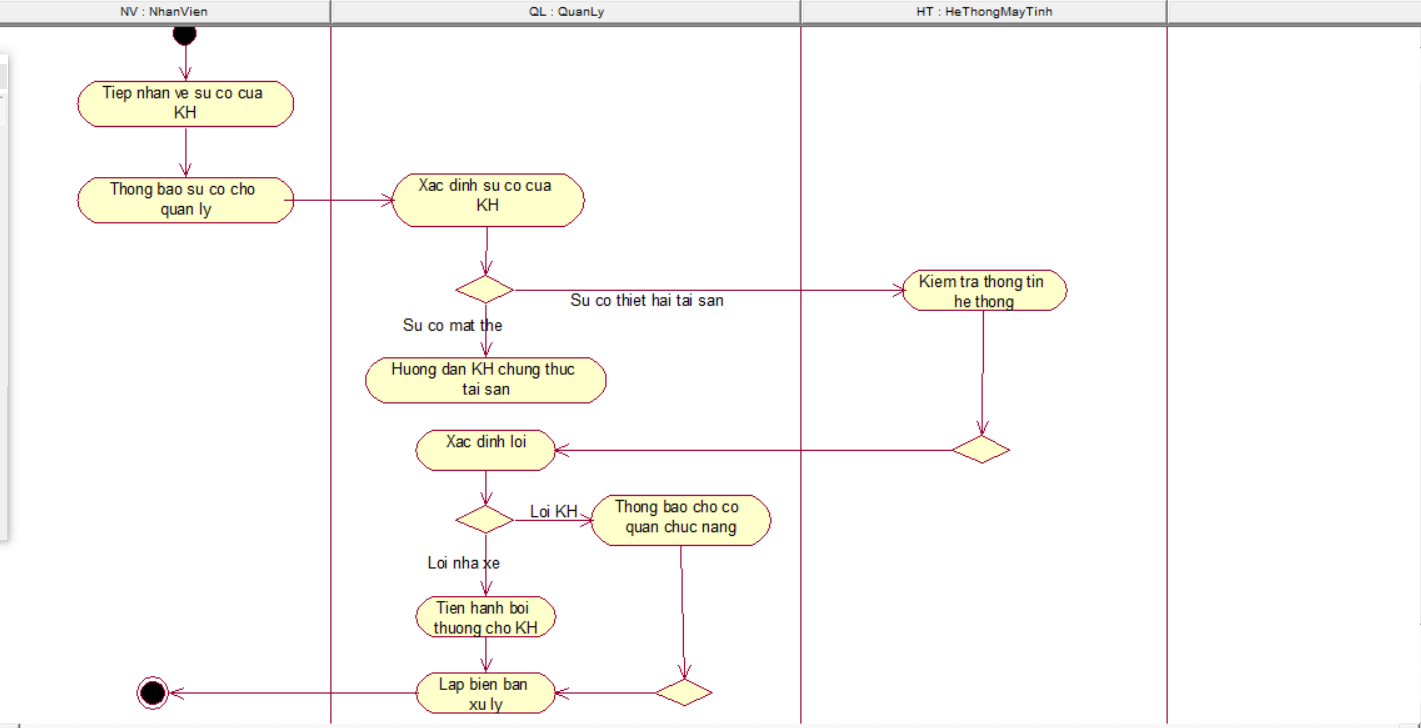 NV : NhanVien
QL : QuanLy
HT : HeThongMayTinh
Tiep nhan ve su co cua
KH
Thong bao su co cho
quan ly
Xac dinh su co cua
KH
Su co thiet hai tai san
Kiem tra thong tin
he thong
Su co mat the
Huong dan KH chung thuc
tai san
Xac dinh loi
Loi KH
Thong bao cho co
quan chuc nang
Loi nha xe
Tien hanh boi
thuong cho KH
Lap bien ban
xu ly